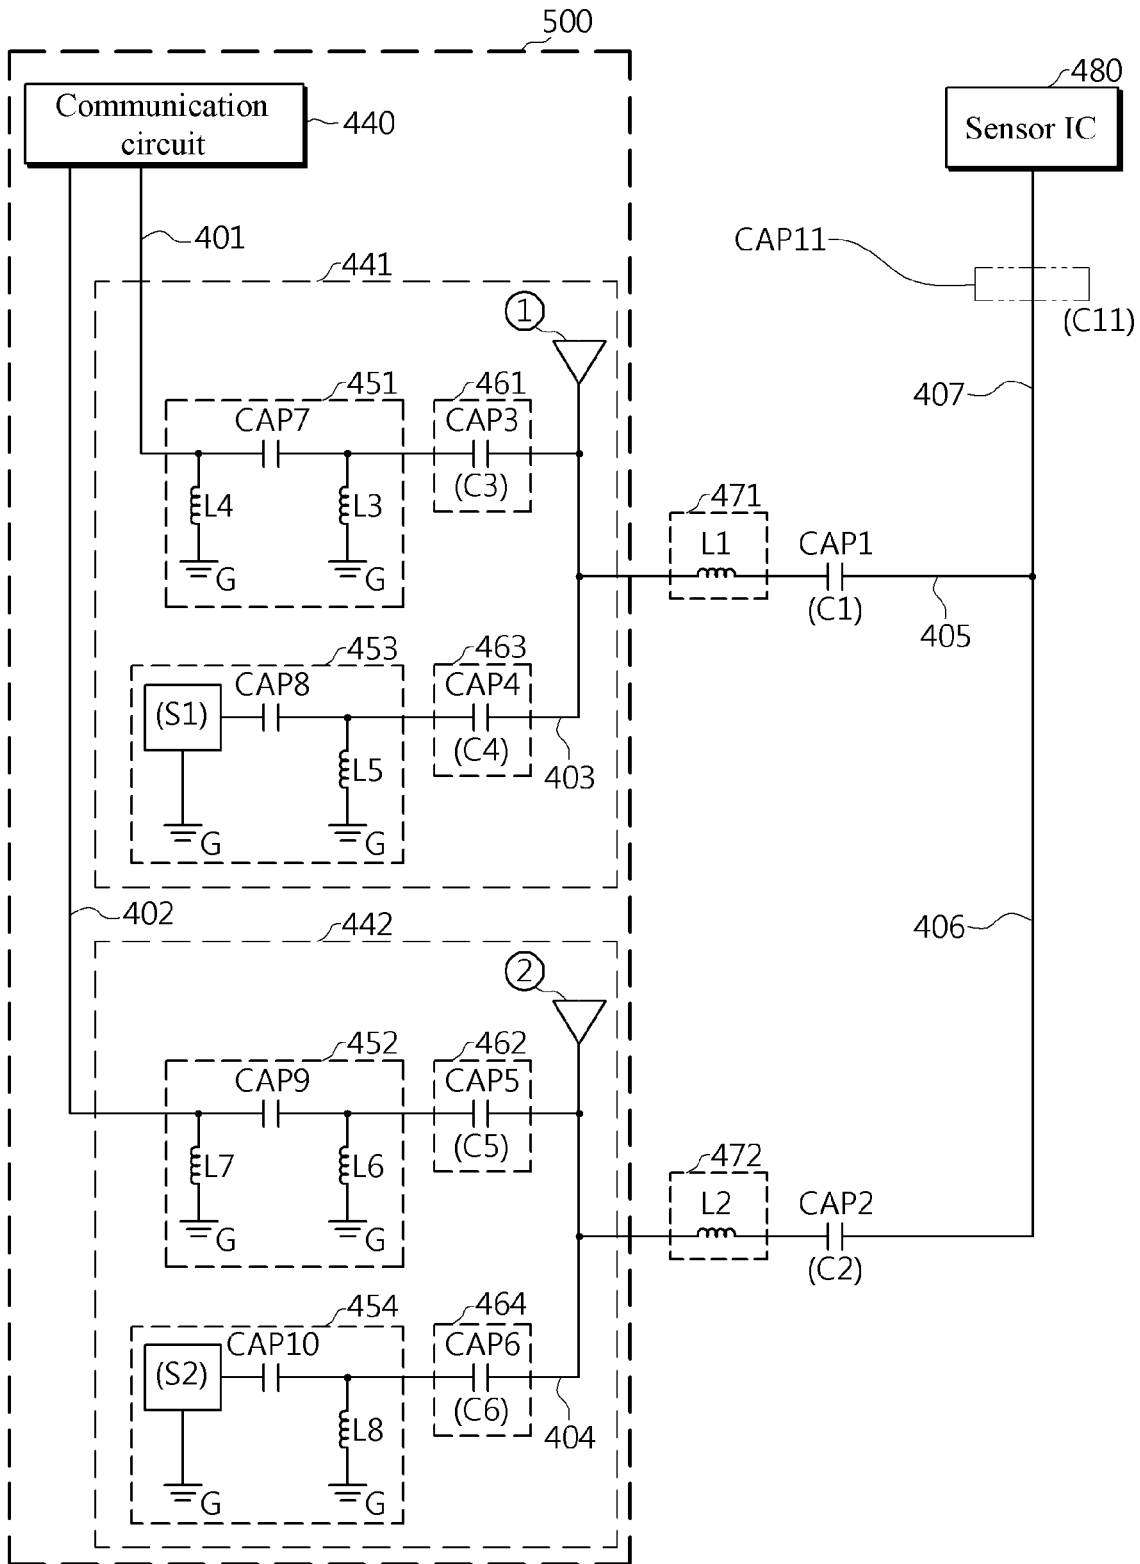 500
Communication
circuit
440
480
Sensor IC
401
CAP11
(C11)
441
①
407
451
461
CAP7
CAP3
(C3)
L4
L3
G
G
471
L1
CAP1
(C1)
405
453
463
CAP8
CAP4
(S1)
(C4)
403
L5
G
G
402
442
406
②
452
462
CAP9
CAP5
(C5)
L7
L6
G
G
472
L2
CAP2
(C2)
454
464
CAP10
CAP6
(S2)
(C6)
404
L8
G
G